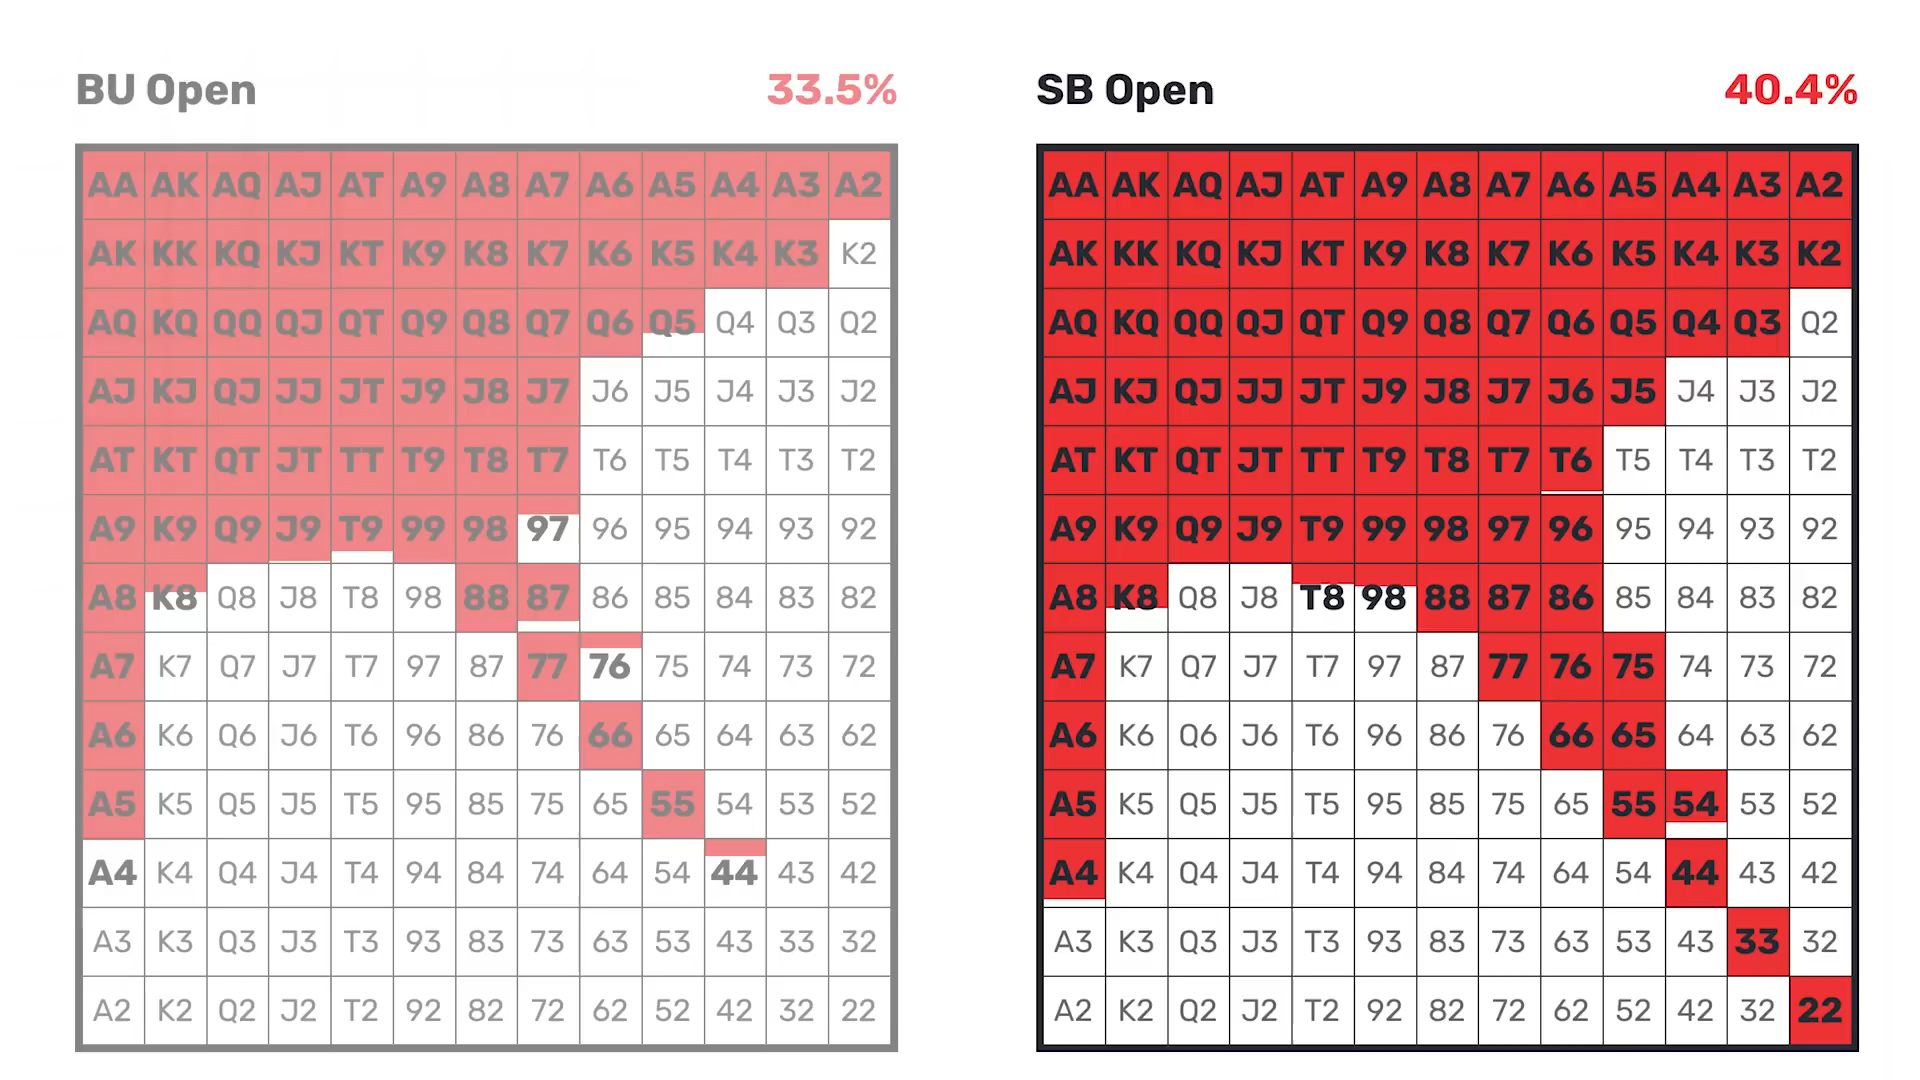 BU Open 33.5%
AA AK AQ AJ AT A9 A8 A7 A6 A5 A4 A3 A2
AK KK KQ KJ KT K9 K8 K7 K6 K5 K4 K3 K2
AQ KQ QQ QJ QT Q9 Q8 Q7 Q6 Q5 Q4 Q3 Q2
AJ KJ QJ JJ JT J9 J8 J7 J6 J5 J4 J3 J2
AT KT QT JT TT T9 T8 T7 T6 T5 T4 T3 T2
A9 K9 Q9 J9 T9 99 98 97 96 95 94 93 92
A8 K8 Q8 J8 T8 98 88 87 86 85 84 83 82
A7 K7 Q7 J7 T7 97 87 77 76 75 74 73 72
A6 K6 Q6 J6 T6 96 86 76 66 65 64 63 62
A5 K5 Q5 J5 T5 95 85 75 65 55 54 53 52
A4 K4 Q4 J4 T4 94 84 74 64 54 44 43 42
A3 K3 Q3 J3 T3 93 83 73 63 53 43 33 32
A2 K2 Q2 J2 T2 92 82 72 62 52 42 32 22
SB Open 40.4%
AA AK AQ AJ AT A9 A8 A7 A6 A5 A4 A3 A2
AK KK KQ KJ KT K9 K8 K7 K6 K5 K4 K3 K2
AQ KQ QQ QJ QT Q9 Q8 Q7 Q6 Q5 Q4 Q3 Q2
AJ KJ QJ JJ JT J9 J8 J7 J6 J5 J4 J3 J2
AT KT QT JT TT T9 T8 T7 T6 T5 T4 T3 T2
A9 K9 Q9 J9 T9 99 98 97 96 95 94 93 92
A8 K8 Q8 J8 T8 98 88 87 86 85 84 83 82
A7 K7 Q7 J7 T7 97 87 77 76 75 74 73 72
A6 K6 Q6 J6 T6 96 86 76 66 65 64 63 62
A5 K5 Q5 J5 T5 95 85 75 65 55 54 53 52
A4 K4 Q4 J4 T4 94 84 74 64 54 44 43 42
A3 K3 Q3 J3 T3 93 83 73 63 53 43 33 32
A2 K2 Q2 J2 T2 92 82 72 62 52 42 32 22